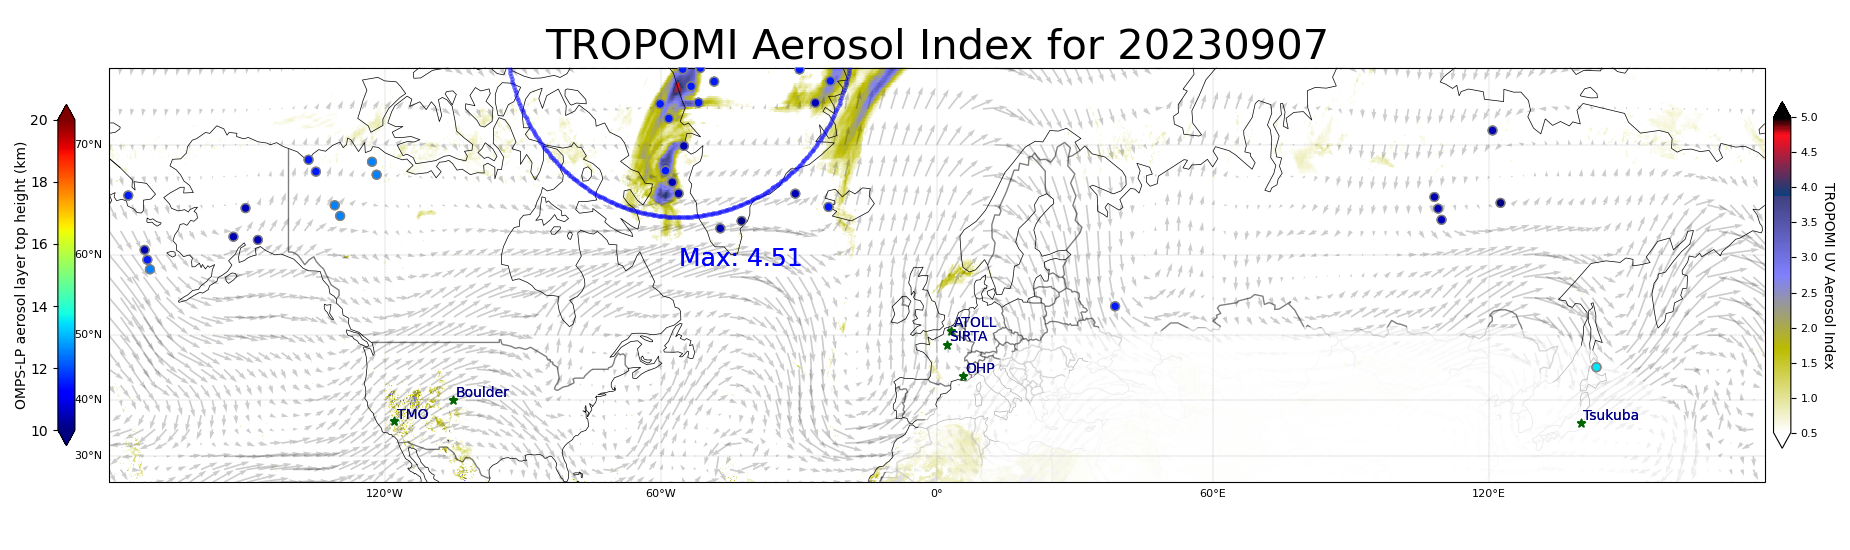 TROPOMI Aerosol Index for 20230907
OMPS-LP aerosol layer top height (km)
20
18
16
14
12
10
70°N
60°N
50°N
40°N
30°N
120°W
60°W
0°
60°E
120°E
Max: 4.51
ATOLL
SIRTA
OHP
Boulder
TMO
Tsukuba
5.0
4.5
4.0
3.5
3.0
2.5
2.0
1.5
1.0
0.5
TROPOMI UV Aerosol Index